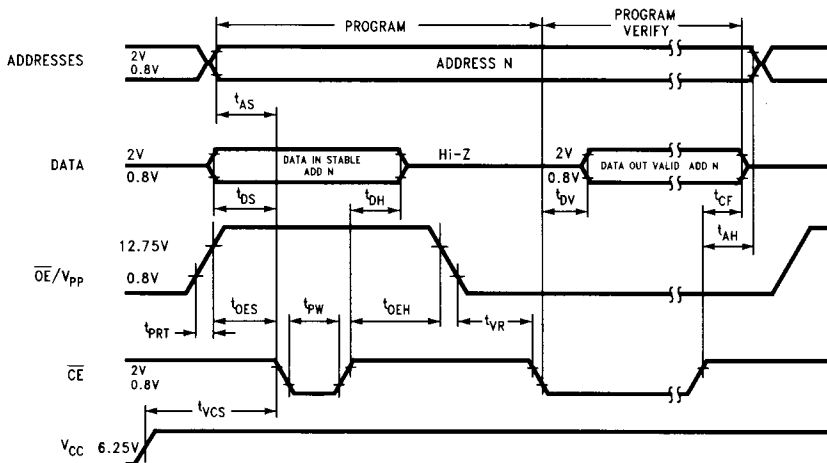 PROGRAM
PROGRAM
VERIFY
ADDRESSES
2V
0.8V
ADDRESS N
tAS
DATA
2V
0.8V
DATA IN STABLE
ADD N
Hi-Z
2V
0.8V
DATA OUT VALID ADD N
tDS
tDH
tDV
tCF
tAH
12.75V
OE/VPP
0.8V
tPRT
tOES
tPW
tOEH
tVR
CE
2V
0.8V
tVCS
VCC
6.25V